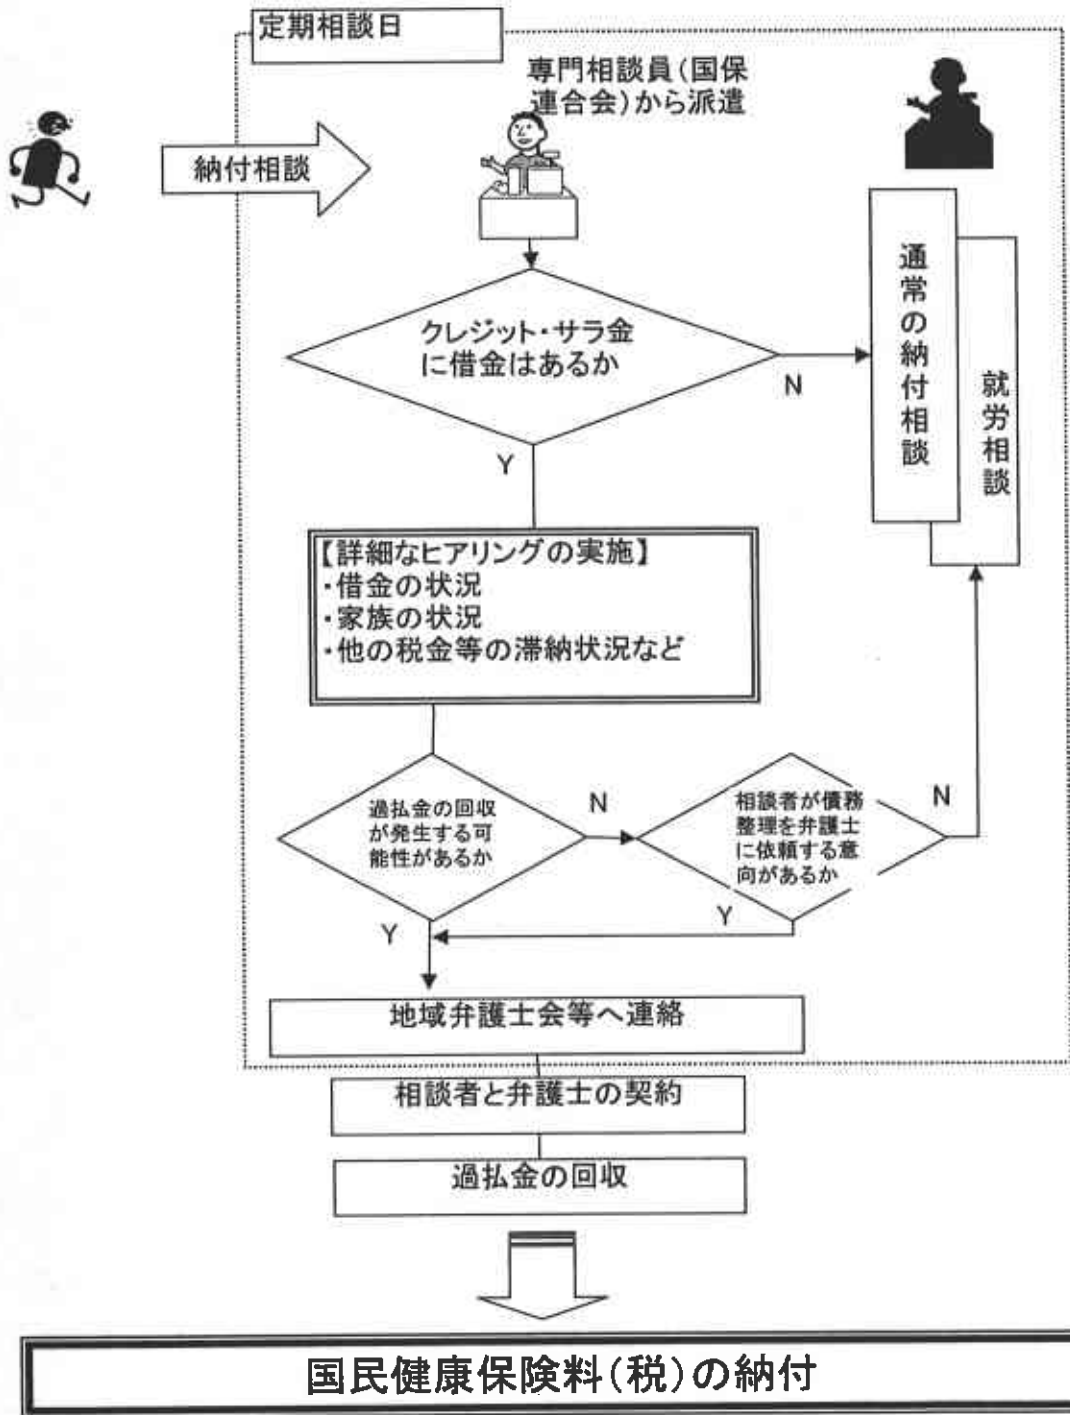 定期相談日
専門相談員(国保
連合会)から派遣
納付相談
クレジット・サラ金
に借金はあるか
N
Y
通常の納付相談
就労相談
【詳細なヒアリングの実施】
・借金の状況
・家族の状況
・他の税金等の滞納状況など
過払金の回収
が発生する可
能性があるか
N
Y
相談者が債務
整理を弁護士
に依頼する意
向があるか
N
Y
地域弁護士会等へ連絡
相談者と弁護士の契約
過払金の回収
国民健康保険料(税)の納付